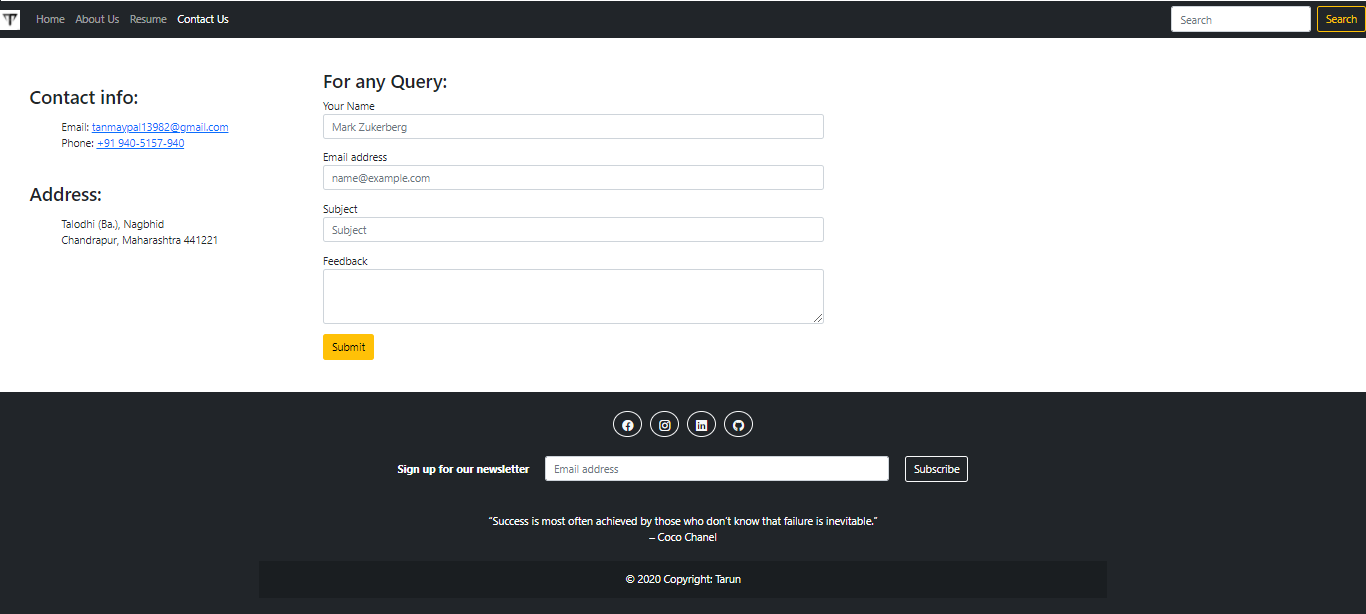 Home About Us Resume Contact Us Search Search
Contact info:
Email: tanmaypal13982@gmail.com
Phone: +91 940-5157-940
Address:
Talodhi (Ba.), Nagbhid
Chandrapur, Maharashtra 441221
For any Query:
Your Name
Mark Zukerberg
Email address
name@example.com
Subject
Subject
Feedback
Submit
Sign up for our newsletter Email address Subscribe
"Success is most often achieved by those who don't know that failure is inevitable."
– Coco Chanel
© 2020 Copyright: Tarun